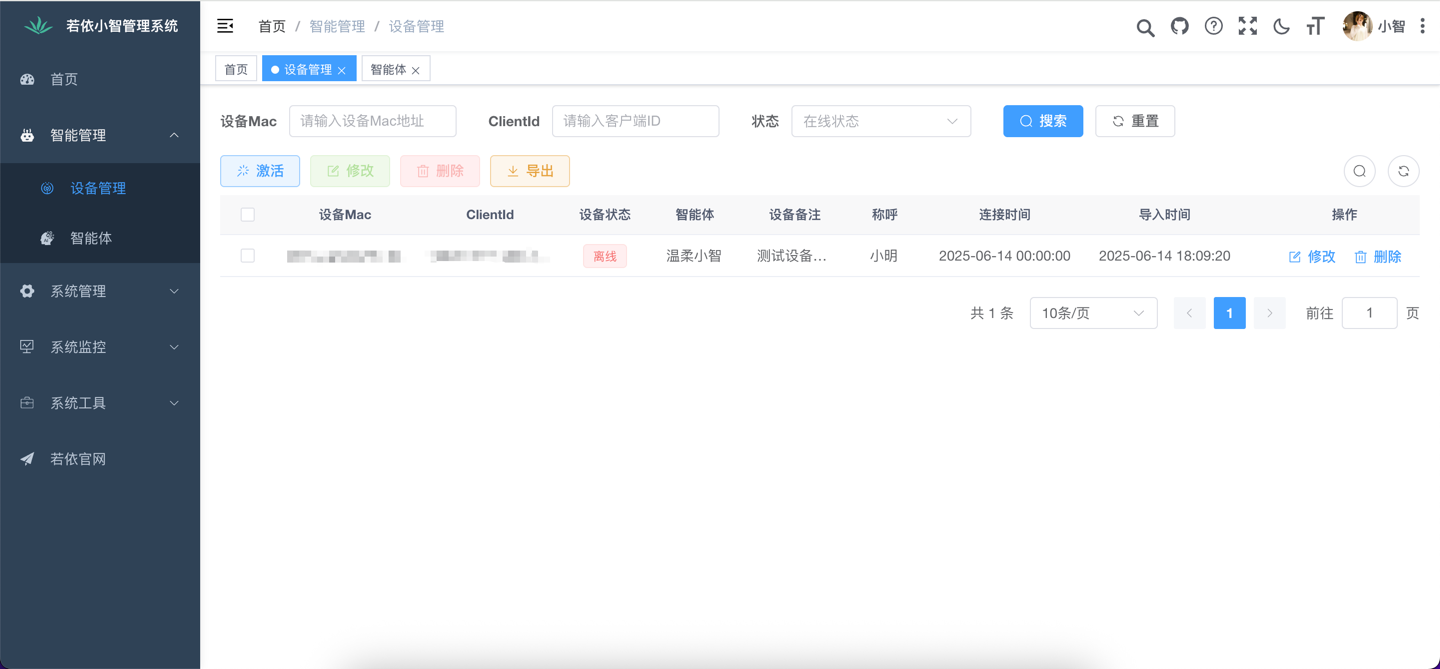 若依小智管理系统
首页 / 智能管理 / 设备管理
小智
首页
设备管理
智能体
首页
智能管理
设备管理
智能体
系统管理
系统监控
系统工具
若依官网
设备Mac 请输入设备Mac地址 ClientId 请输入客户端ID 状态 在线状态 搜索 重置
激活 修改 删除 导出
设备Mac ClientId 设备状态 智能体 设备备注 称呼 连接时间 导入时间 操作
离线 温柔小智 测试设备... 小明 2025-06-14 00:00:00 2025-06-14 18:09:20 修改 删除
共 1 条 10条/页 1 前往 1 页